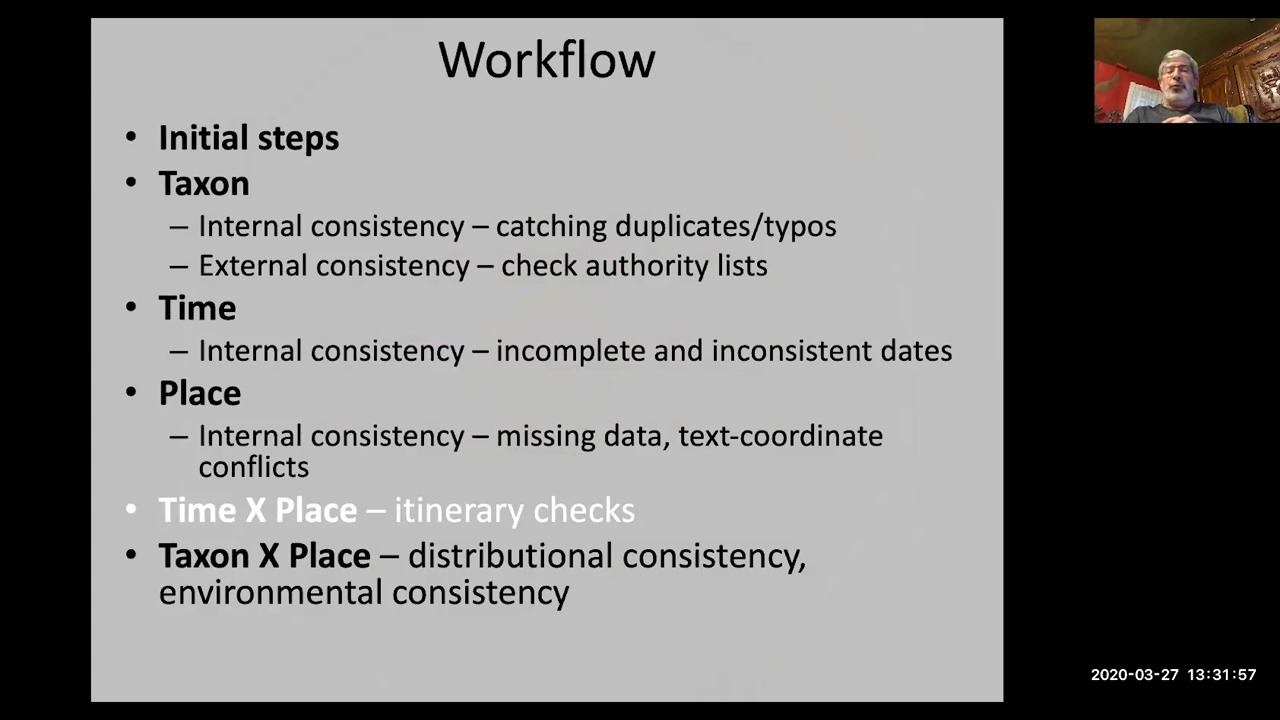 Workflow
• Initial steps
• Taxon
– Internal consistency – catching duplicates/typos
– External consistency – check authority lists
• Time
– Internal consistency – incomplete and inconsistent dates
• Place
– Internal consistency – missing data, text-coordinate
conflicts
• Time X Place – itinerary checks
• Taxon X Place – distributional consistency,
environmental consistency
2020-03-27 13:31:57